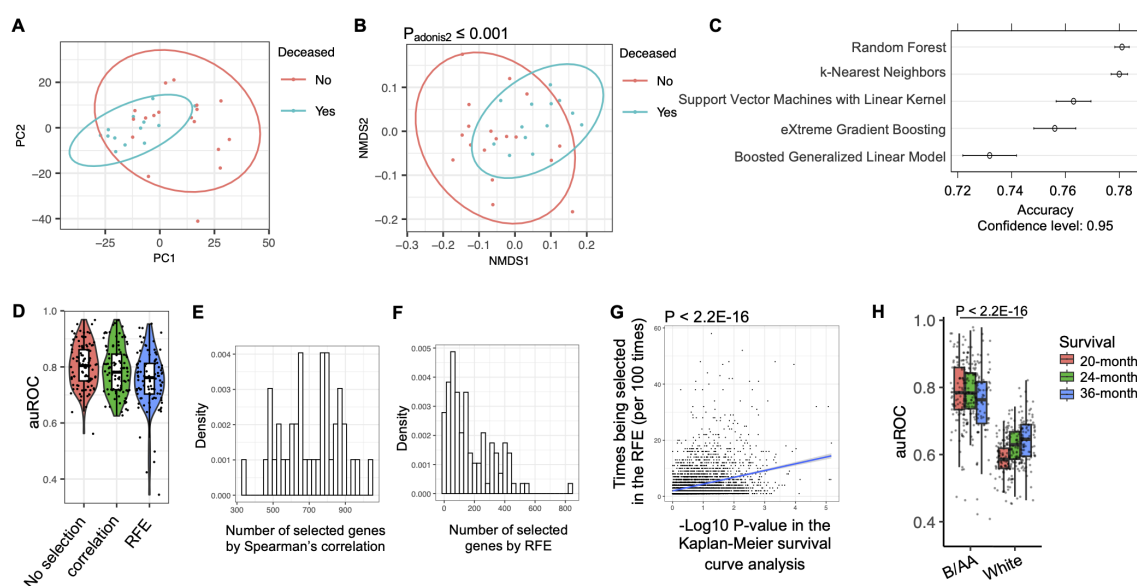 A
Deceased
No
Yes
20
0
−20
−40
PC2
−25
0
25
50
PC1
B
Padonis2 ≤ 0.001
Deceased
No
Yes
0.1
0.0
−0.1
−0.2
NMDS2
−0.3
−0.2
−0.1
0.0
0.1
0.2
NMDS1
C
Random Forest
k-Nearest Neighbors
Support Vector Machines with Linear Kernel
eXtreme Gradient Boosting
Boosted Generalized Linear Model
0.72
0.74
0.76
0.78
Accuracy
Confidence level: 0.95
D
1.0
0.8
0.6
0.4
auROC
No selection
correlation
RFE
E
0.004
0.003
0.002
0.001
0.000
Density
300
500
700
900
Number of selected genes
by Spearman's correlation
F
0.005
0.004
0.003
0.002
0.001
0.000
Density
0
200
400
600
800
Number of selected
genes by RFE
G
P < 2.2E-16
Times being selected
in the RFE (per 100 times)
60
40
20
0
0
1
2
3
4
5
-Log10 P-value in the
Kaplan-Meier survival
curve analysis
H
P < 2.2E-16
1.0
0.8
0.6
0.4
auROC
B/AA
White
Survival
20-month
24-month
36-month